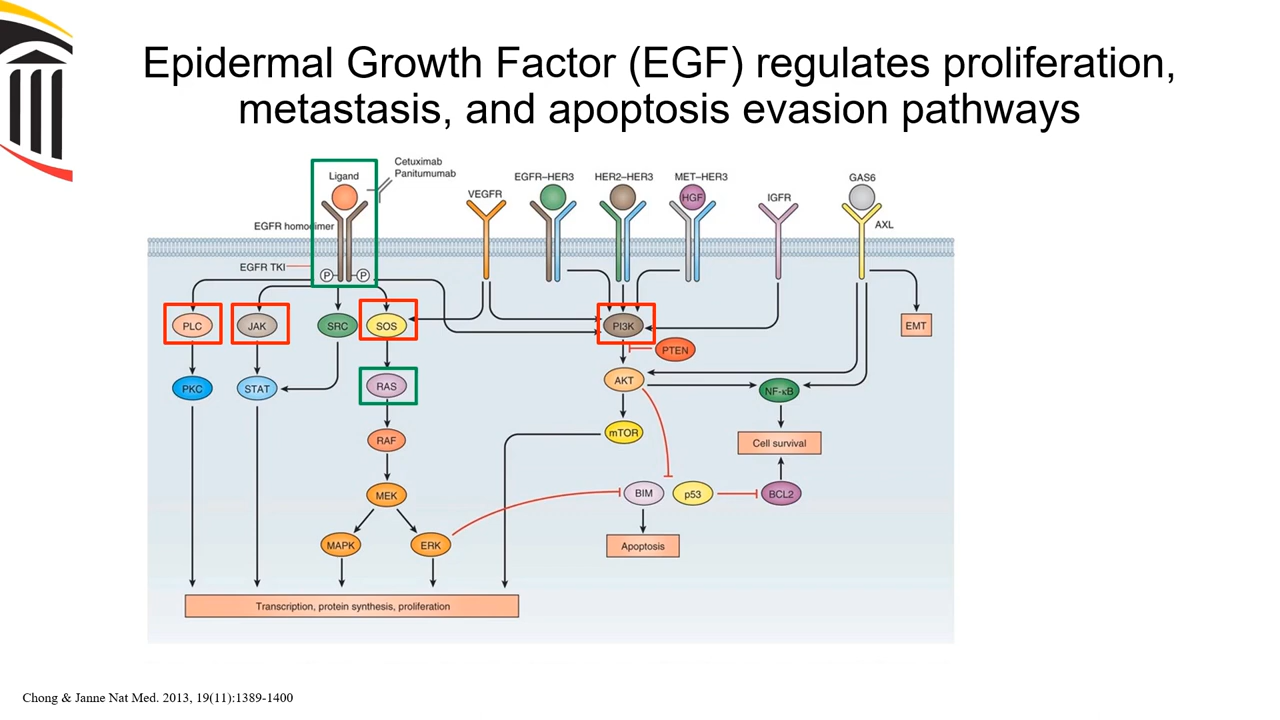 Epidermal Growth Factor (EGF) regulates proliferation,
metastasis, and apoptosis evasion pathways
Ligand
Cetuximab
Panitumumab
EGFR homodimer
EGFR TKI
P
P
VEGFR
EGFR–HER3
HER2–HER3
MET–HER3
HGF
IGFR
GAS6
AXL
PLC
JAK
SRC
SOS
PI3K
EMT
PTEN
PKC
STAT
RAS
AKT
NF-κB
RAF
mTOR
Cell survival
MEK
BIM
p53
BCL2
MAPK
ERK
Apoptosis
Transcription, protein synthesis, proliferation
Chong & Janne Nat Med. 2013, 19(11):1389-1400